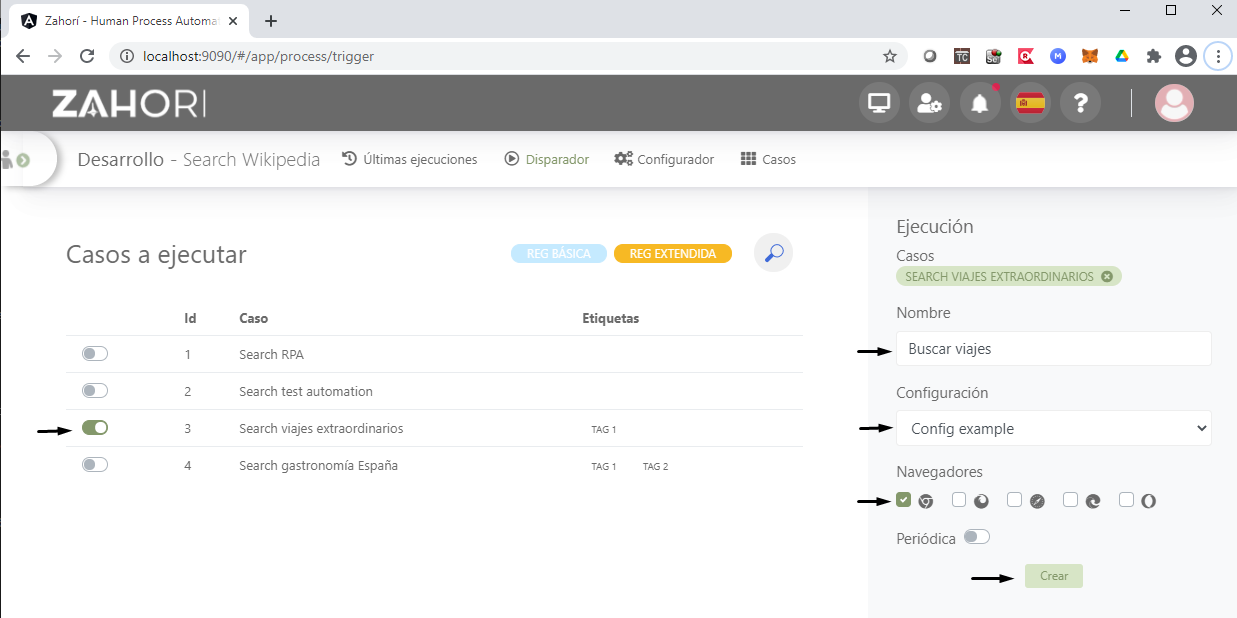 Zahorí - Human Process Automa
localhost:9090/#/app/process/trigger
ZAHORI
Desarrollo - Search Wikipedia
Últimas ejecuciones
Disparador
Configurador
Casos
Casos a ejecutar
REG BÁSICA
REG EXTENDIDA
Id Caso Etiquetas
1 Search RPA
2 Search test automation
3 Search viajes extraordinarios TAG 1
4 Search gastronomía España TAG 1 TAG 2
Ejecución
Casos
SEARCH VIAJES EXTRAORDINARIOS
Nombre
Buscar viajes
Configuración
Config example
Navegadores
Periódica
Crear